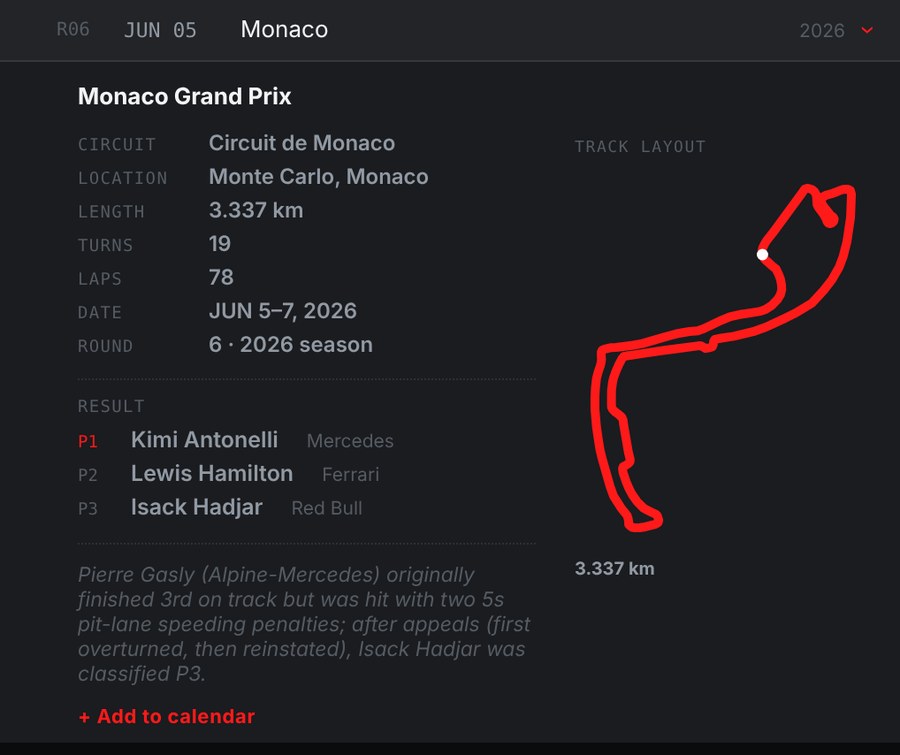 R06 JUN 05 Monaco 2026
Monaco Grand Prix
CIRCUIT Circuit de Monaco
LOCATION Monte Carlo, Monaco
LENGTH 3.337 km
TURNS 19
LAPS 78
DATE JUN 5–7, 2026
ROUND 6 · 2026 season
RESULT
P1 Kimi Antonelli Mercedes
P2 Lewis Hamilton Ferrari
P3 Isack Hadjar Red Bull
Pierre Gasly (Alpine-Mercedes) originally
finished 3rd on track but was hit with two 5s
pit-lane speeding penalties; after appeals (first
overturned, then reinstated), Isack Hadjar was
classified P3.
+ Add to calendar
TRACK LAYOUT
3.337 km